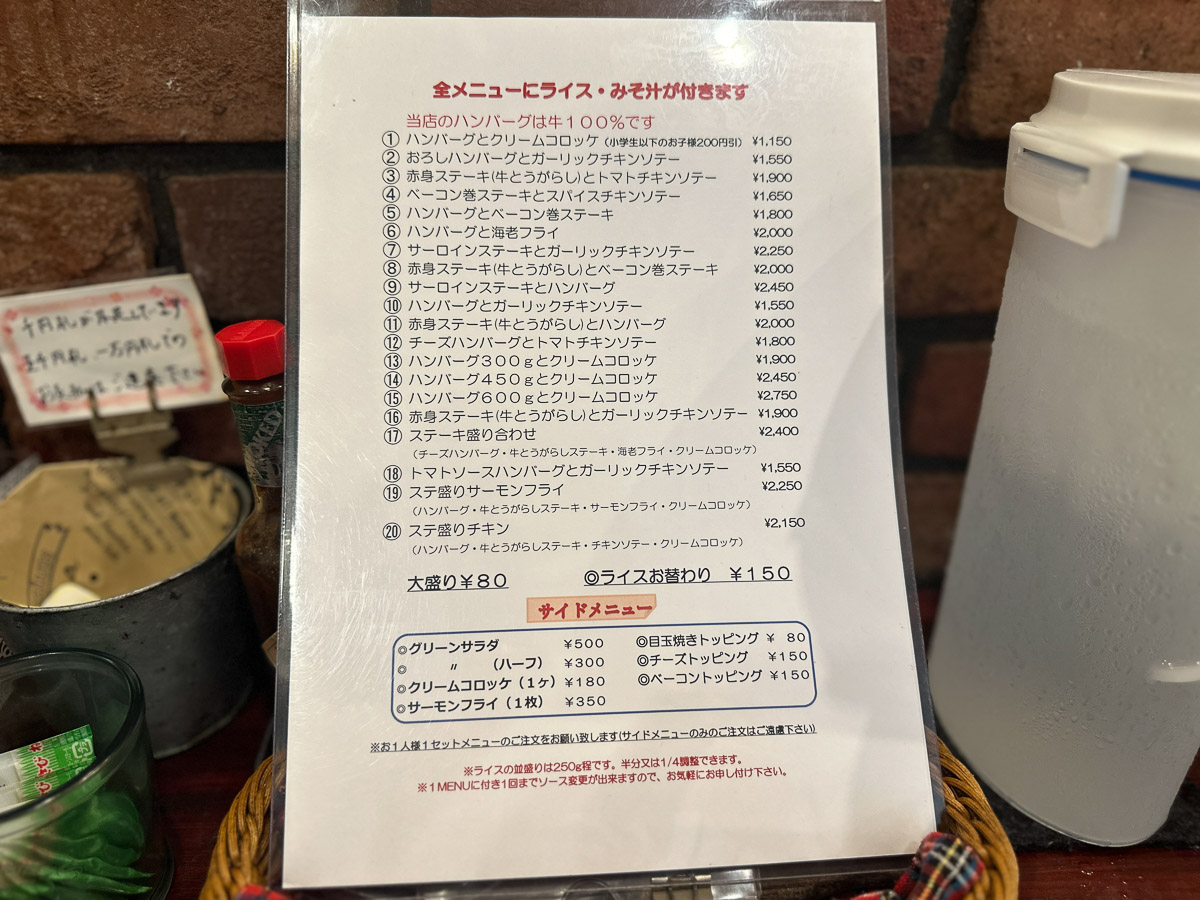 全メニューにライス・みそ汁が付きます
当店のハンバーグは牛１００％です
① ハンバーグとクリームコロッケ（小学生以下のお子様200円引） ¥1,150
② おろしハンバーグとガーリックチキンソテー ¥1,550
③ 赤身ステーキ(牛とうがらし)とトマトチキンソテー ¥1,900
④ ベーコン巻ステーキとスパイスチキンソテー ¥1,650
⑤ ハンバーグとベーコン巻ステーキ ¥1,800
⑥ ハンバーグと海老フライ ¥2,000
⑦ サーロインステーキとガーリックチキンソテー ¥2,250
⑧ 赤身ステーキ(牛とうがらし)とベーコン巻ステーキ ¥2,000
⑨ サーロインステーキとハンバーグ ¥2,450
⑩ ハンバーグとガーリックチキンソテー ¥1,550
⑪ 赤身ステーキ(牛とうがらし)とハンバーグ ¥2,000
⑫ チーズハンバーグとトマトチキンソテー ¥1,800
⑬ ハンバーグ３００ｇとクリームコロッケ ¥1,900
⑭ ハンバーグ４５０ｇとクリームコロッケ ¥2,450
⑮ ハンバーグ６００ｇとクリームコロッケ ¥2,750
⑯ 赤身ステーキ(牛とうがらし)とガーリックチキンソテー ¥1,900
⑰ ステーキ盛り合わせ ¥2,400
（チーズハンバーグ・牛とうがらしステーキ・海老フライ・クリームコロッケ）
⑱ トマトソースハンバーグとガーリックチキンソテー ¥1,550
⑲ ステ盛りサーモンフライ ¥2,250
（ハンバーグ・牛とうがらしステーキ・サーモンフライ・クリームコロッケ）
⑳ ステ盛りチキン ¥2,150
（ハンバーグ・牛とうがらしステーキ・チキンソテー・クリームコロッケ）
大盛り￥８０ ◎ライスお替わり ￥１５０
サイドメニュー
◎グリーンサラダ ￥５００ ◎目玉焼きトッピング ￥ ８０
◎ 〃 （ハーフ） ￥３００ ◎チーズトッピング ￥１５０
◎クリームコロッケ（１ヶ）￥１８０ ◎ベーコントッピング ￥１５０
◎サーモンフライ（１枚） ￥３５０
※お１人様１セットメニューのご注文をお願い致します(サイドメニューのみのご注文はご遠慮下さい)
※ライスの並盛りは250g程です。半分又は1/4調整できます。
※１MENUに付き1回までソース変更が出来ますので、お気軽にお申し付け下さい。
千円札が不足しています
五千円札、一万円札での